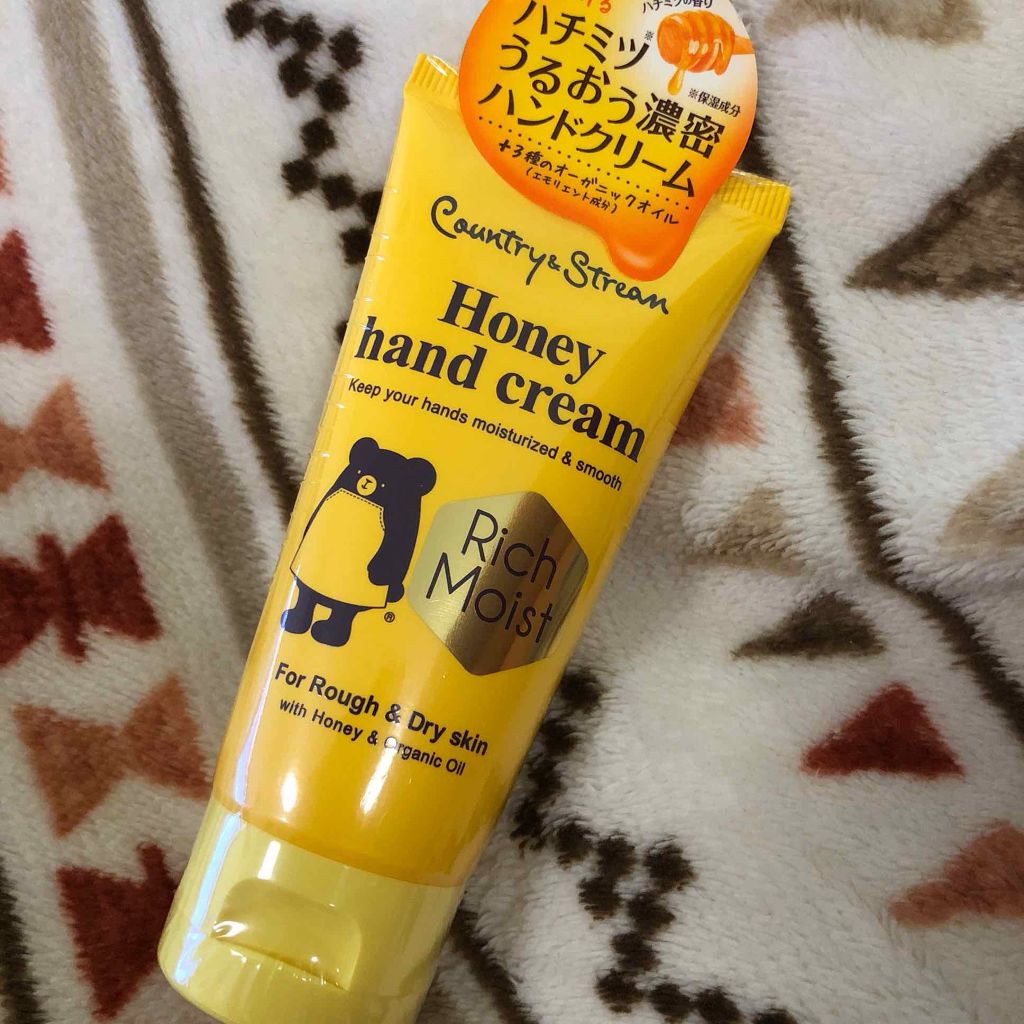 ハチミツの香り
ハチミツ※
うるおう濃密
ハンドクリーム
※保湿成分
+3種のオーガニックオイル
(エモリエント成分)
Country & Stream
Honey
hand cream
Keep your hands moisturized & smooth
Rich
Moist
®
For Rough & Dry skin
with Honey & Organic Oil